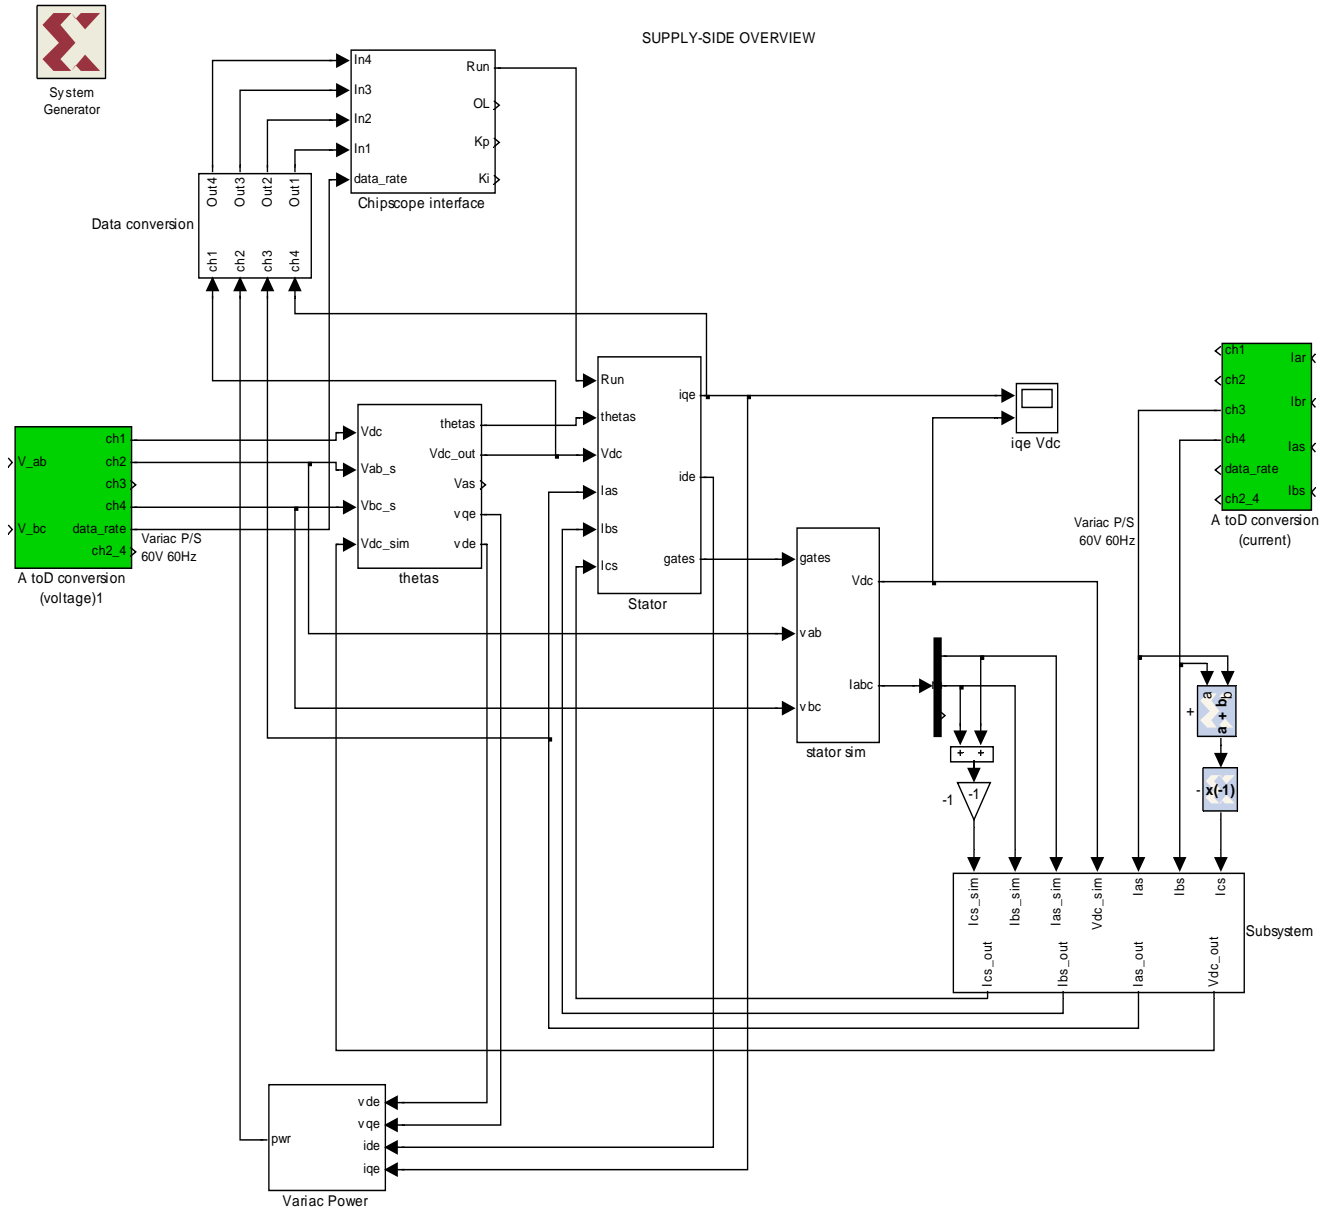 SUPPLY-SIDE OVERVIEW
System
Generator
In4
In3
In2
In1
data_rate
Run
OL
Kp
Ki
Chipscope interface
Out4
Out3
Out2
Out1
ch1
ch2
ch3
ch4
Data conversion
V_ab
V_bc
ch1
ch2
ch3
ch4
data_rate
ch2_4
A toD conversion
(voltage)1
Variac P/S
60V 60Hz
Vdc
Vab_s
Vbc_s
Vdc_sim
thetas
Vdc_out
Vas
vqe
vde
thetas
Run
thetas
Vdc
Ias
Ibs
Ics
iqe
ide
gates
Stator
iqe Vdc
gates
vab
vbc
Vdc
Iabc
stator sim
ch1
ch2
ch3
ch4
data_rate
ch2_4
Iar
Ibr
Ias
Ibs
A toD conversion
(current)
Variac P/S
60V 60Hz
+ +
-1
-1
a
b
a + b
+
x(-1)
-
Ics_sim
Ibs_sim
Ias_sim
Vdc_sim
Ias
Ibs
Ics
Ics_out
Ibs_out
Ias_out
Vdc_out
Subsystem
pwr
vde
vqe
ide
iqe
Variac Power